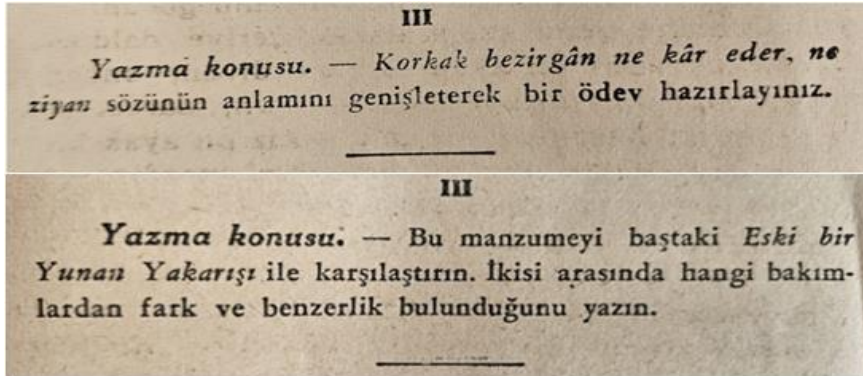 III
Yazma konusu. — Korkak bezirgân ne kâr eder, ne
ziyan sözünün anlamını genişleterek bir ödev hazırlayınız.
III
Yazma konusu. — Bu manzumeyi baştaki Eski bir
Yunan Yakarışı ile karşılaştırın. İkisi arasında hangi bakım-
lardan fark ve benzerlik bulunduğunu yazın.